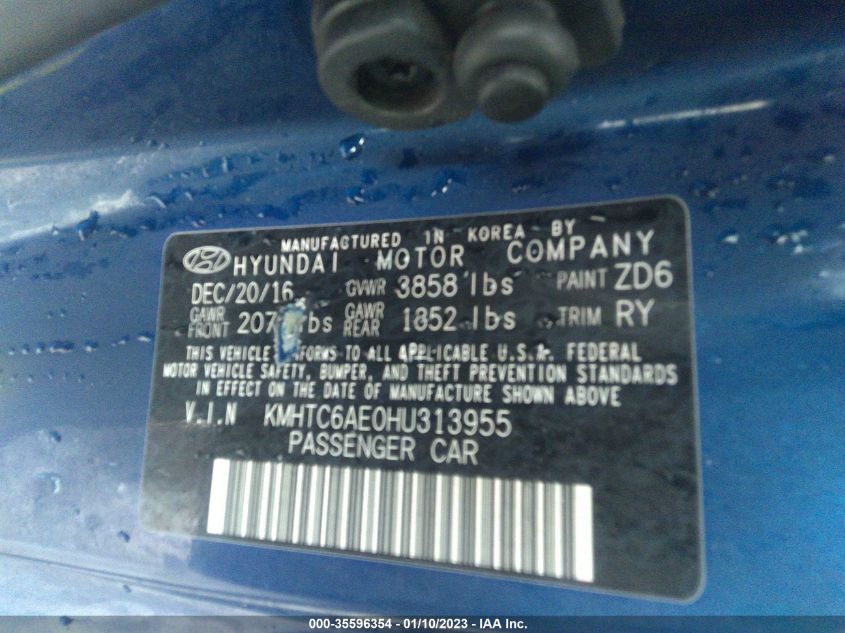 MANUFACTURED IN KOREA BY
HYUNDAI MOTOR COMPANY
DEC/20/16 GVWR 3858 lbs PAINT ZD6
GAWR FRONT 207 lbs GAWR REAR 1852 lbs TRIM RY
THIS VEHICLE TO ALL APPLICABLE U.S.A. FEDERAL
MOTOR VEHICLE SAFETY, BUMPER, AND THEFT PREVENTION STANDARDS
IN EFFECT ON THE DATE OF MANUFACTURE SHOWN ABOVE
V.I.N KMHTC6AE0HU313955
PASSENGER CAR
000-35596354 - 01/10/2023 - IAA Inc.